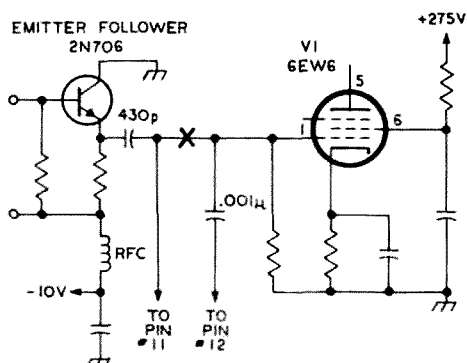 EMITTER FOLLOWER
2N706
+275V
V1
6EW6
5
430p
1
6
.001µ
RFC
-10V
TO
PIN
#11
TO
PIN
#12